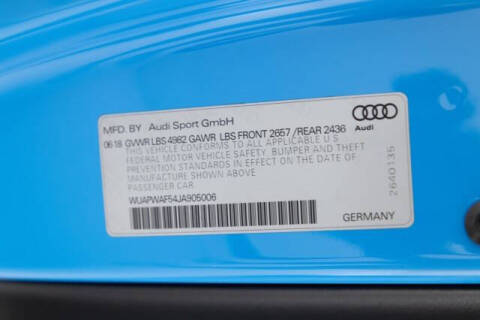 MFD. BY Audi Sport GmbH
06 18 GVWR LBS 4982 GAWR LBS FRONT 2657 / REAR 2436
THIS VEHICLE CONFORMS TO ALL APPLICABLE U S
FEDERAL MOTOR VEHICLE SAFETY, BUMPER AND THEFT
PREVENTION STANDARDS IN EFFECT ON THE DATE OF
MANUFACTURE SHOWN ABOVE.
PASSENGER CAR
WUAPWAF54JA905006
Audi
2640135
GERMANY